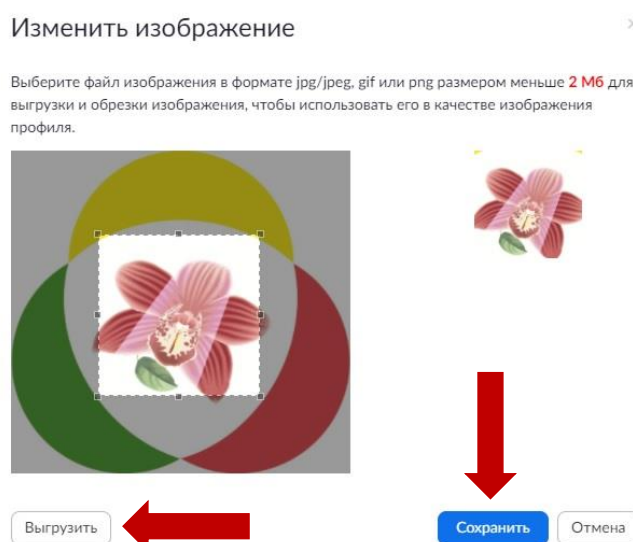 Изменить изображение
Выберите файл изображения в формате jpg/jpeg, gif или png размером меньше 2 Мб для
выгрузки и обрезки изображения, чтобы использовать его в качестве изображения
профиля.
Выгрузить
Сохранить
Отмена